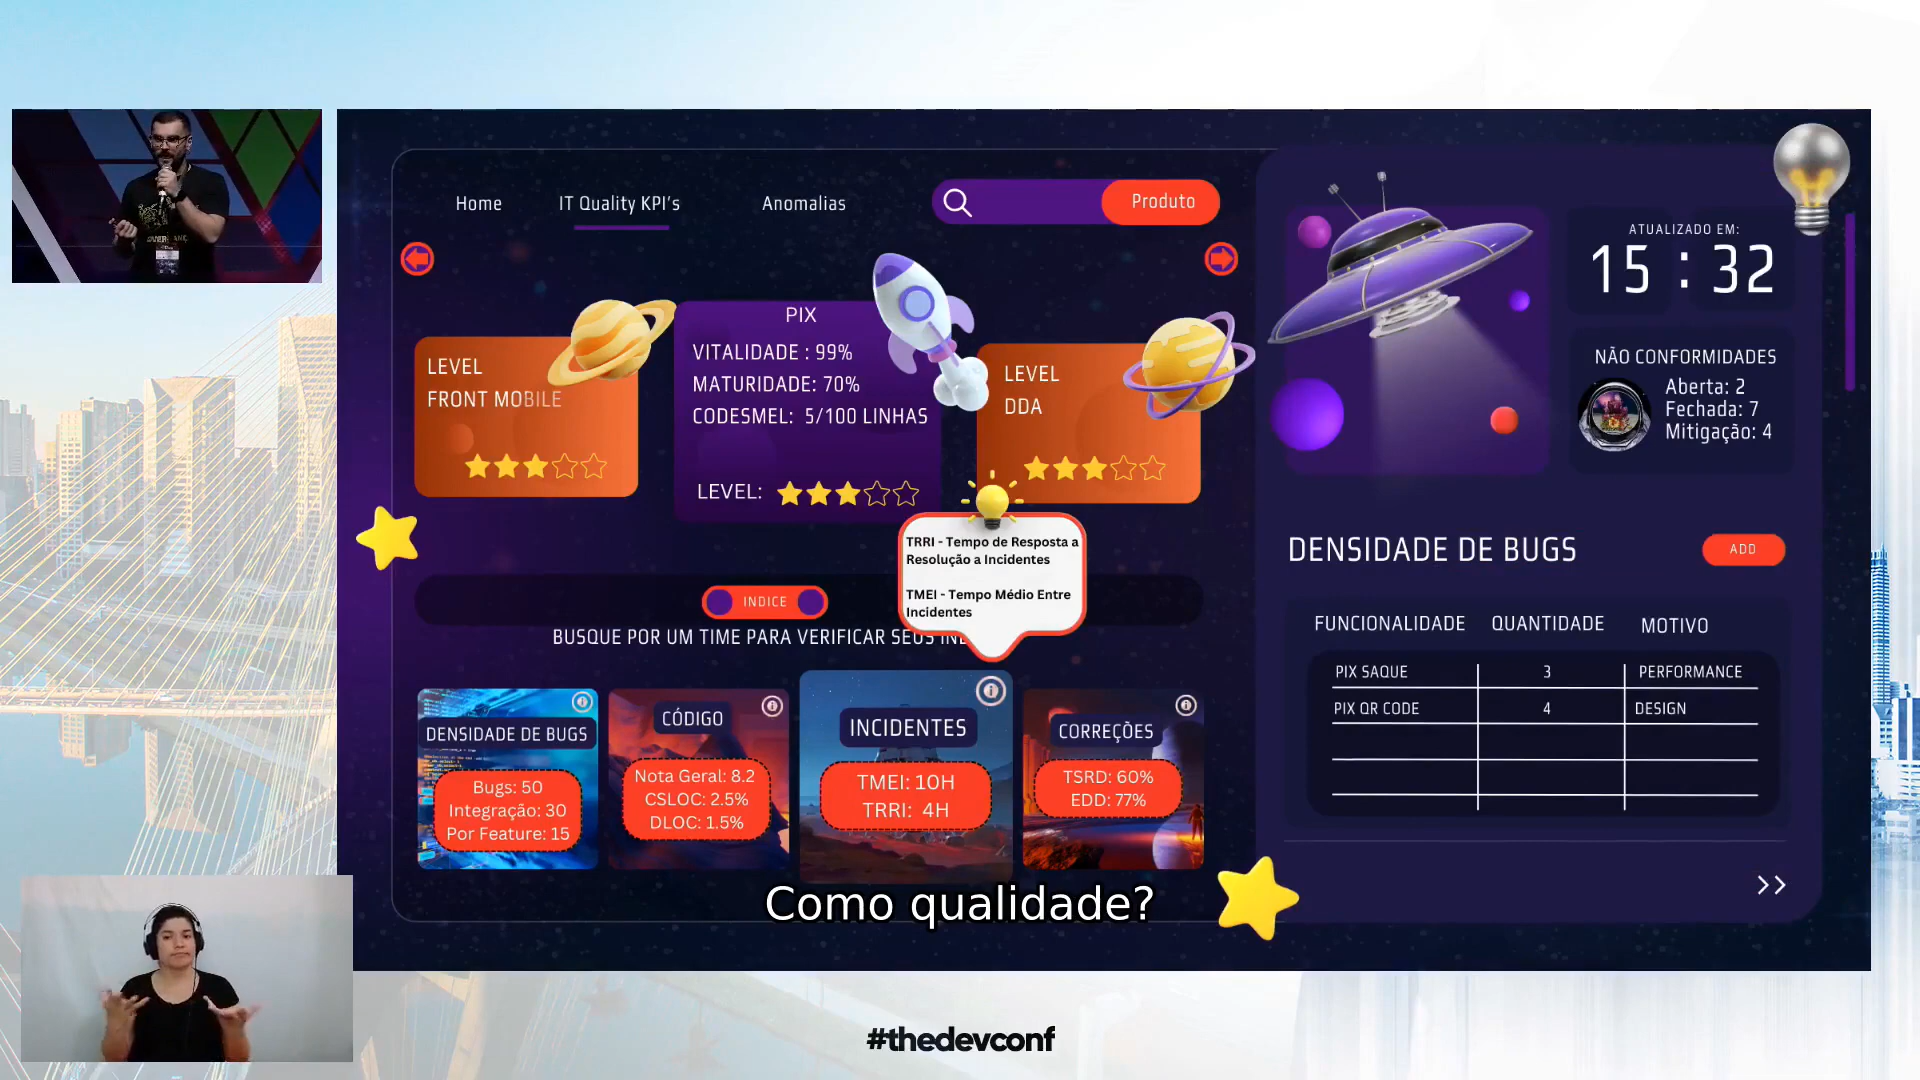 Home
IT Quality KPI's
Anomalias
Produto
LEVEL
FRONT MOBILE
PIX
VITALIDADE : 99%
MATURIDADE: 70%
CODESMEL: 5/100 LINHAS
LEVEL:
LEVEL
DDA
TRRI - Tempo de Resposta a
Resolução a Incidentes
TMEI - Tempo Médio Entre
Incidentes
INDICE
BUSQUE POR UM TIME PARA VERIFICAR SEUS
DENSIDADE DE BUGS
Bugs: 50
Integração: 30
Por Feature: 15
CÓDIGO
Nota Geral: 8.2
CSLOC: 2.5%
DLOC: 1.5%
INCIDENTES
TMEI: 10H
TRRI: 4H
CORREÇÕES
TSRD: 60%
EDD: 77%
ATUALIZADO EM:
15 : 32
NÃO CONFORMIDADES
Aberta: 2
Fechada: 7
Mitigação: 4
DENSIDADE DE BUGS
ADD
FUNCIONALIDADE QUANTIDADE MOTIVO
PIX SAQUE 3 PERFORMANCE
PIX QR CODE 4 DESIGN
Como qualidade?
#thedevconf